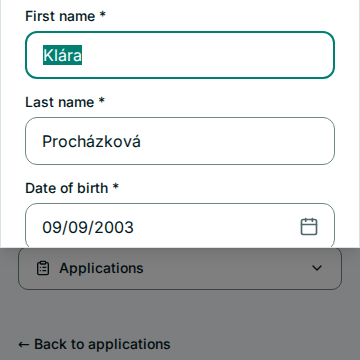 First name *
Klára
Last name *
Procházková
Date of birth *
09/09/2003
Applications
← Back to applications